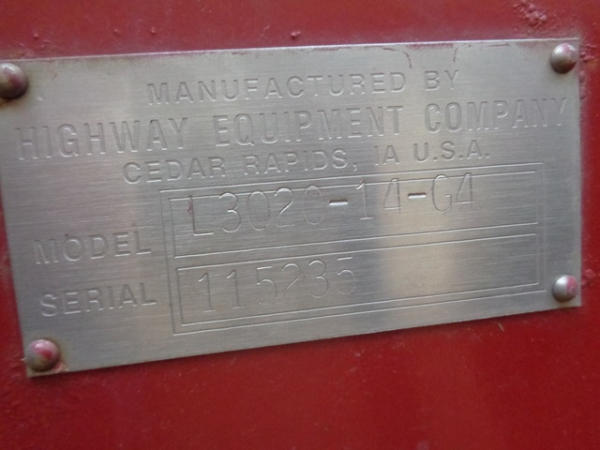 MANUFACTURED BY
HIGHWAY EQUIPMENT COMPANY
CEDAR RAPIDS, IA U.S.A.
MODEL L3020-14-G4
SERIAL 115235